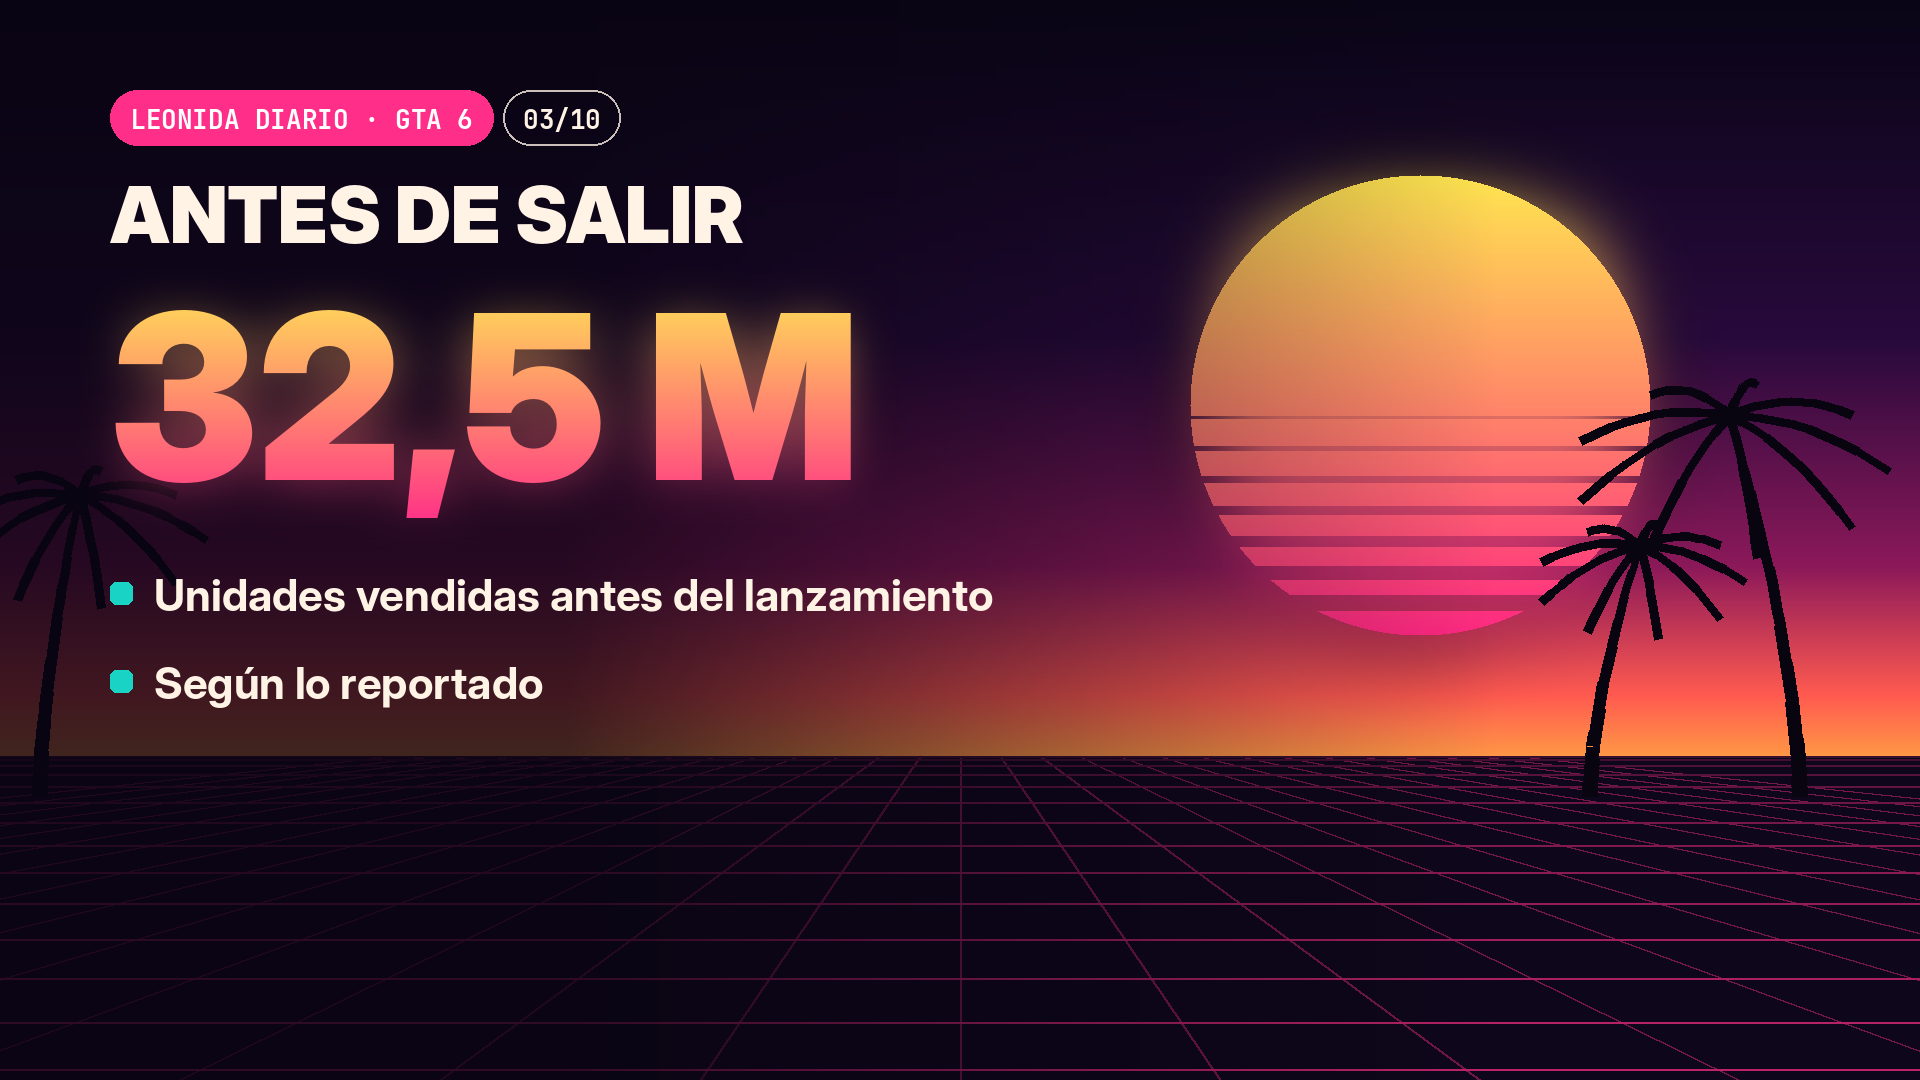 LEONIDA DIARIO · GTA 6
03/10
ANTES DE SALIR
32,5 M
Unidades vendidas antes del lanzamiento
Según lo reportado